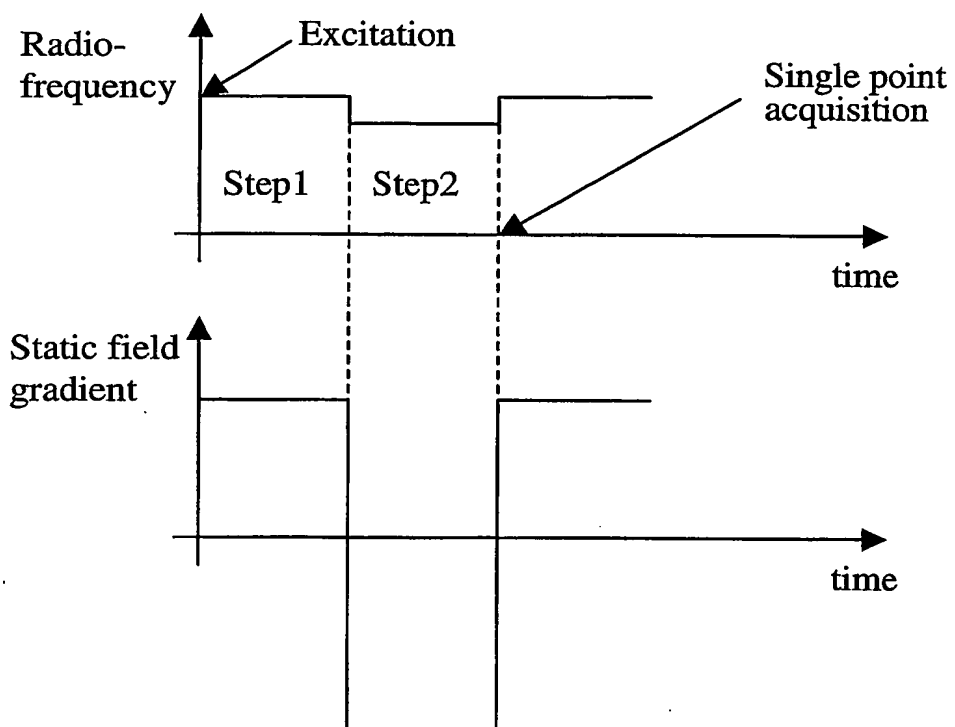 Radio-
frequency
Excitation
Single point
acquisition
Step1
Step2
time
Static field
gradient
time